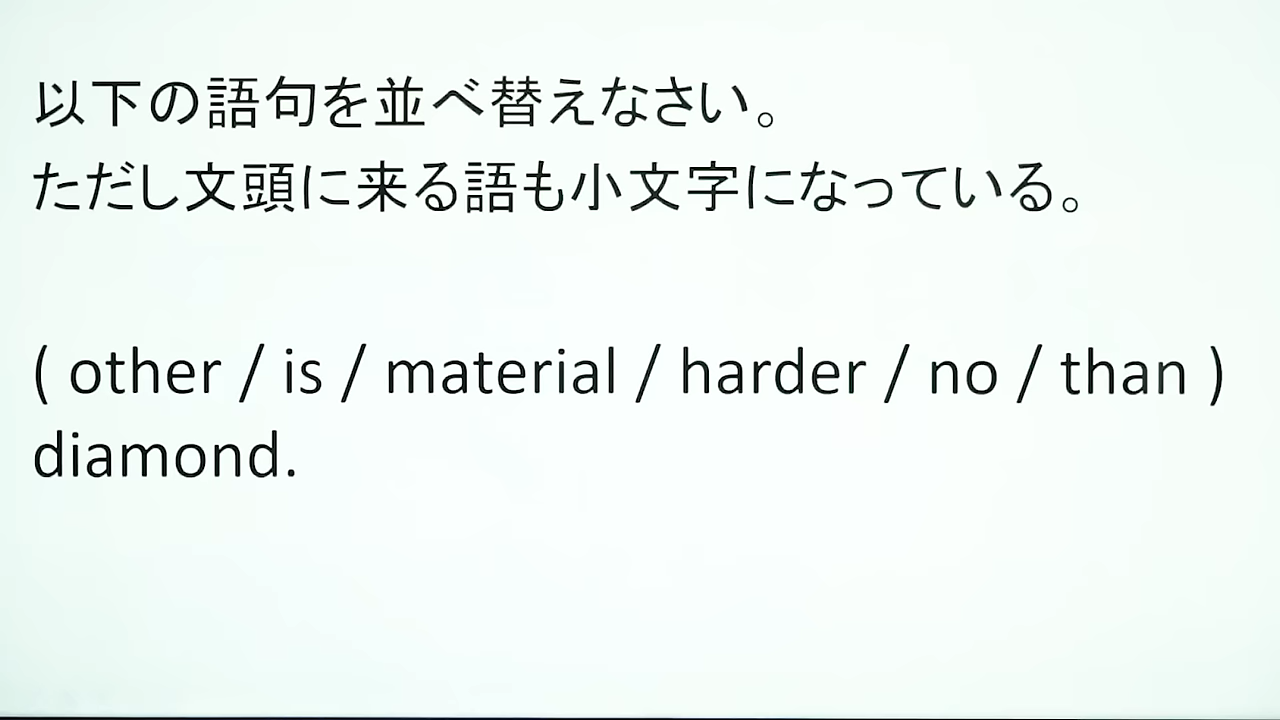 以下の語句を並べ替えなさい。
ただし文頭に来る語も小文字になっている。
( other / is / material / harder / no / than )
diamond.